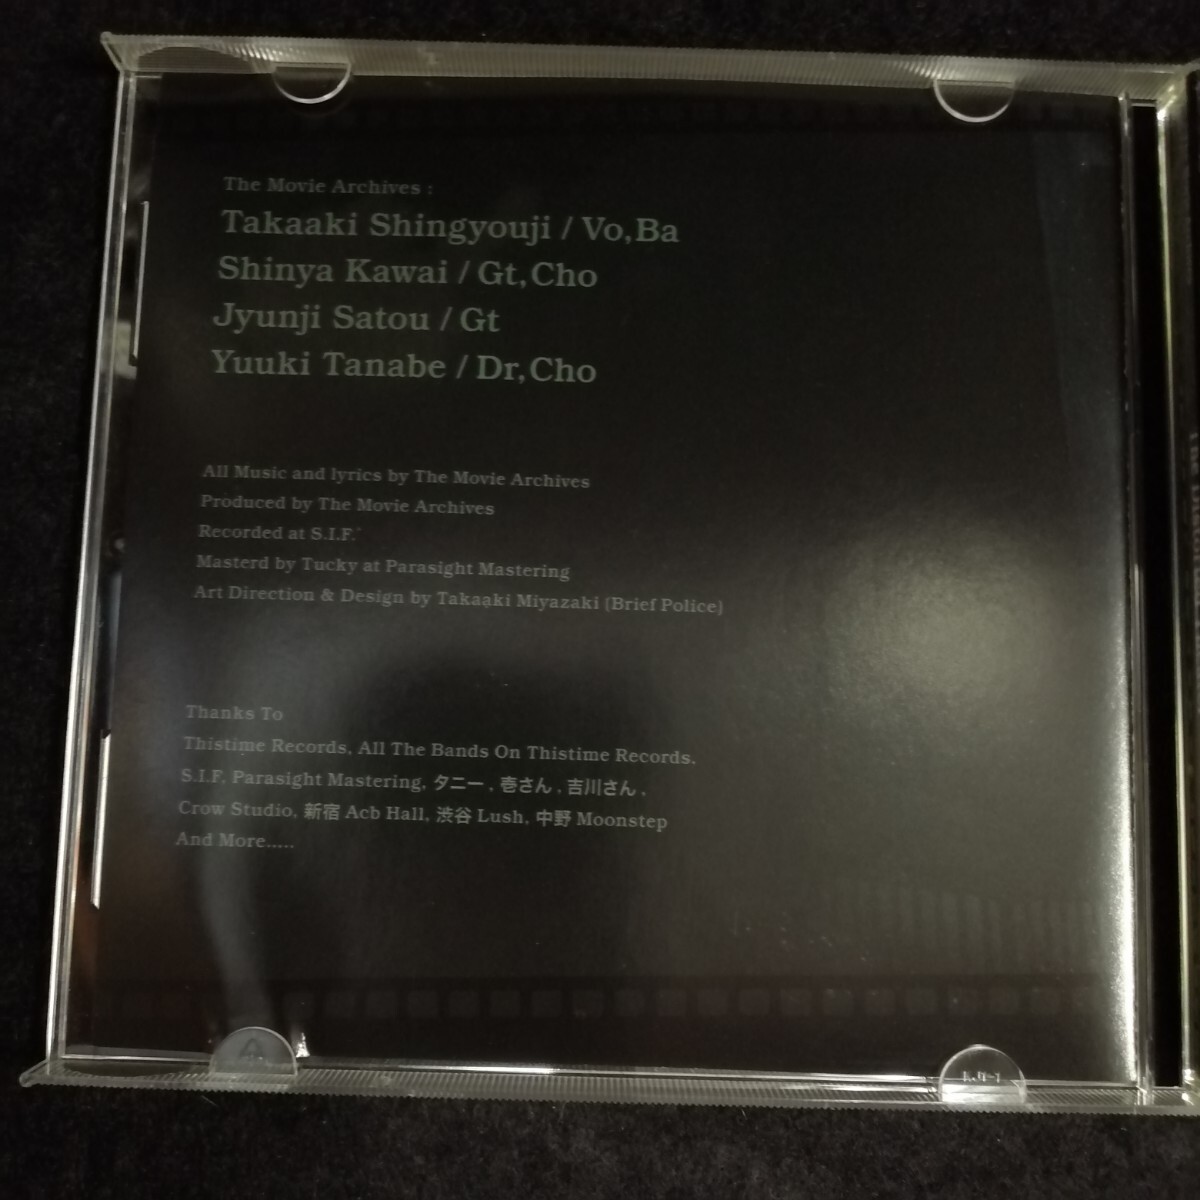 The Movie Archives :
Takaaki Shingyouji / Vo,Ba
Shinya Kawai / Gt,Cho
Jyunji Satou / Gt
Yuuki Tanabe / Dr,Cho
All Music and lyrics by The Movie Archives
Produced by The Movie Archives
Recorded at S.I.F.
Masterd by Tucky at Parasight Mastering
Art Direction & Design by Takaaki Miyazaki (Brief Police)
Thanks To
Thistime Records, All The Bands On Thistime Records,
S.I.F, Parasight Mastering, タニー , 壱さん , 吉川さん ,
Crow Studio, 新宿 Acb Hall, 渋谷 Lush, 中野 Moonstep
And More.....